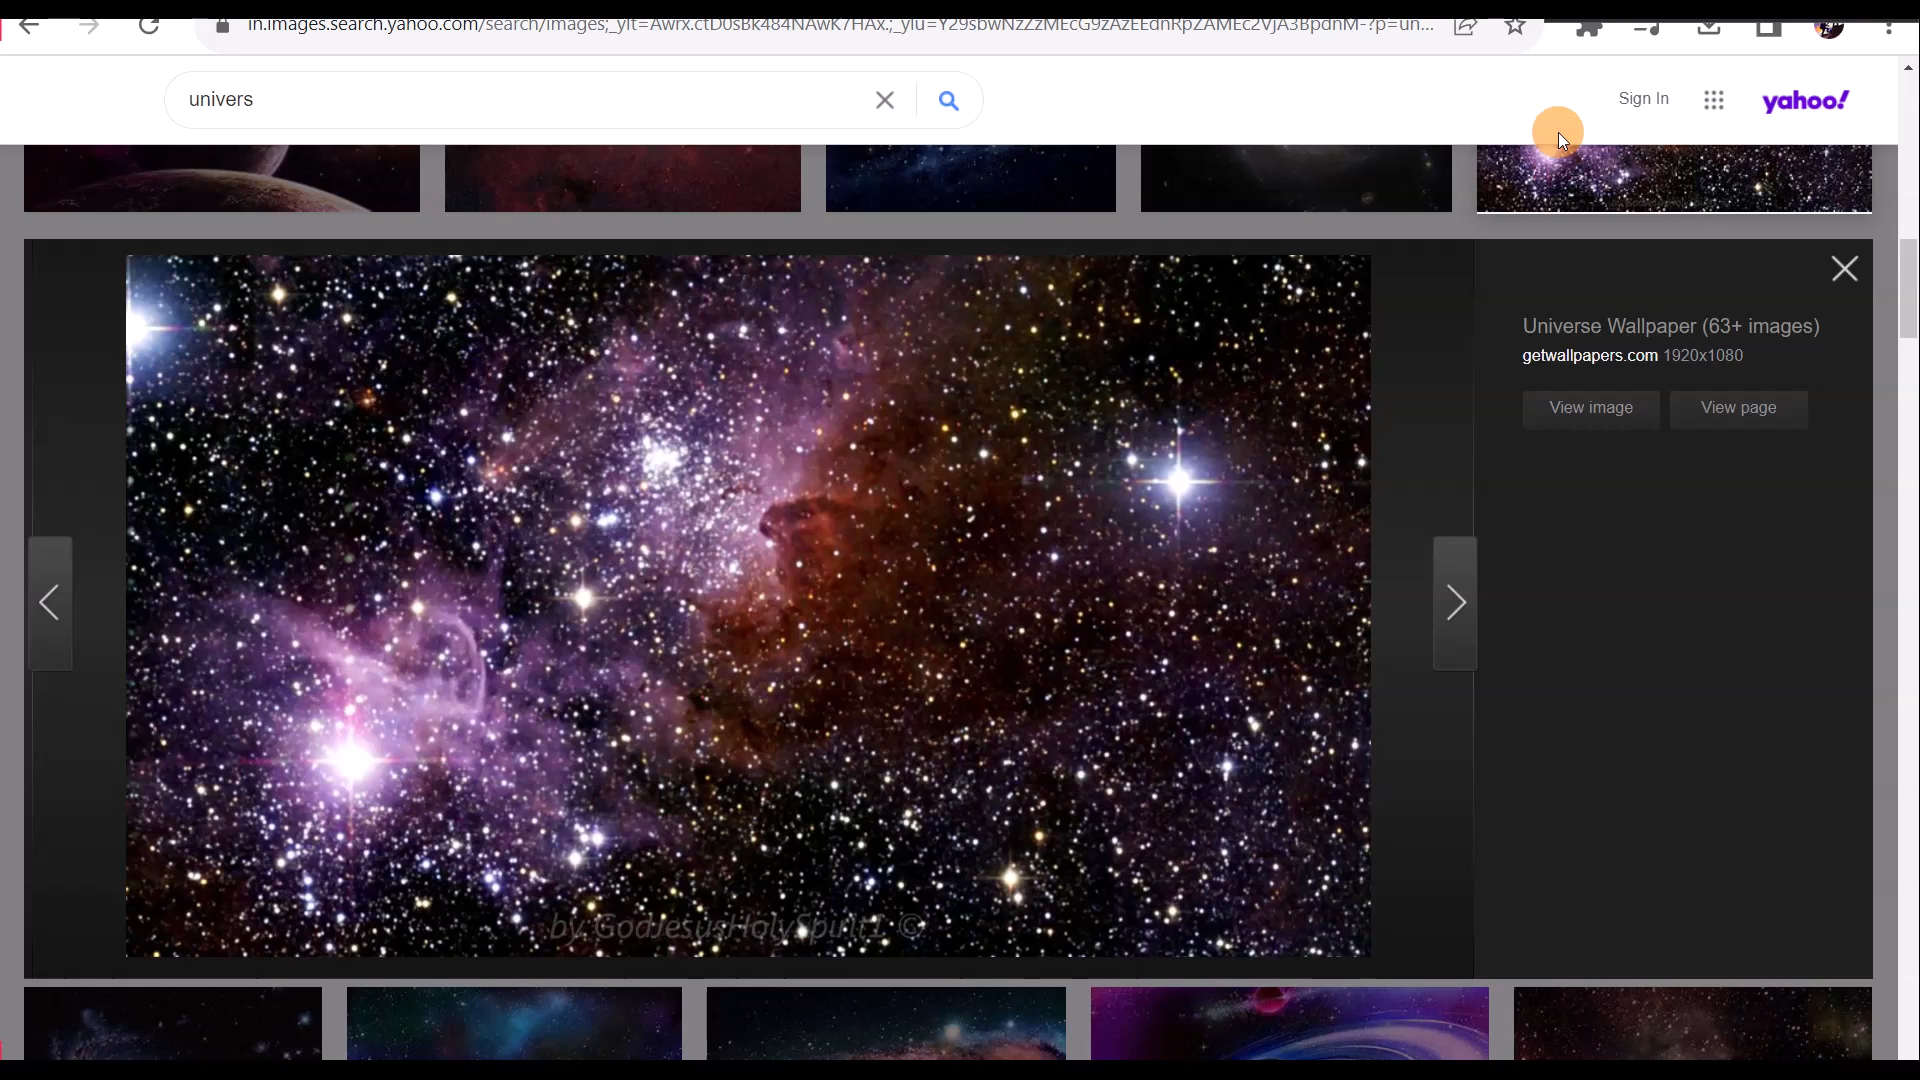 in.images.search.yahoo.com/search/images;_ylt=Awrx.ctD0sBk484NAwK7HAx.;_ylu=Y29sbwNzZzMEcG9zAzEEdnRpZAMEc2VjA3BpdnM-?p=un...
univers
Sign In
yahoo!
Universe Wallpaper (63+ images)
getwallpapers.com 1920x1080
View image View page
by GodJesusHolySpirit1 ©